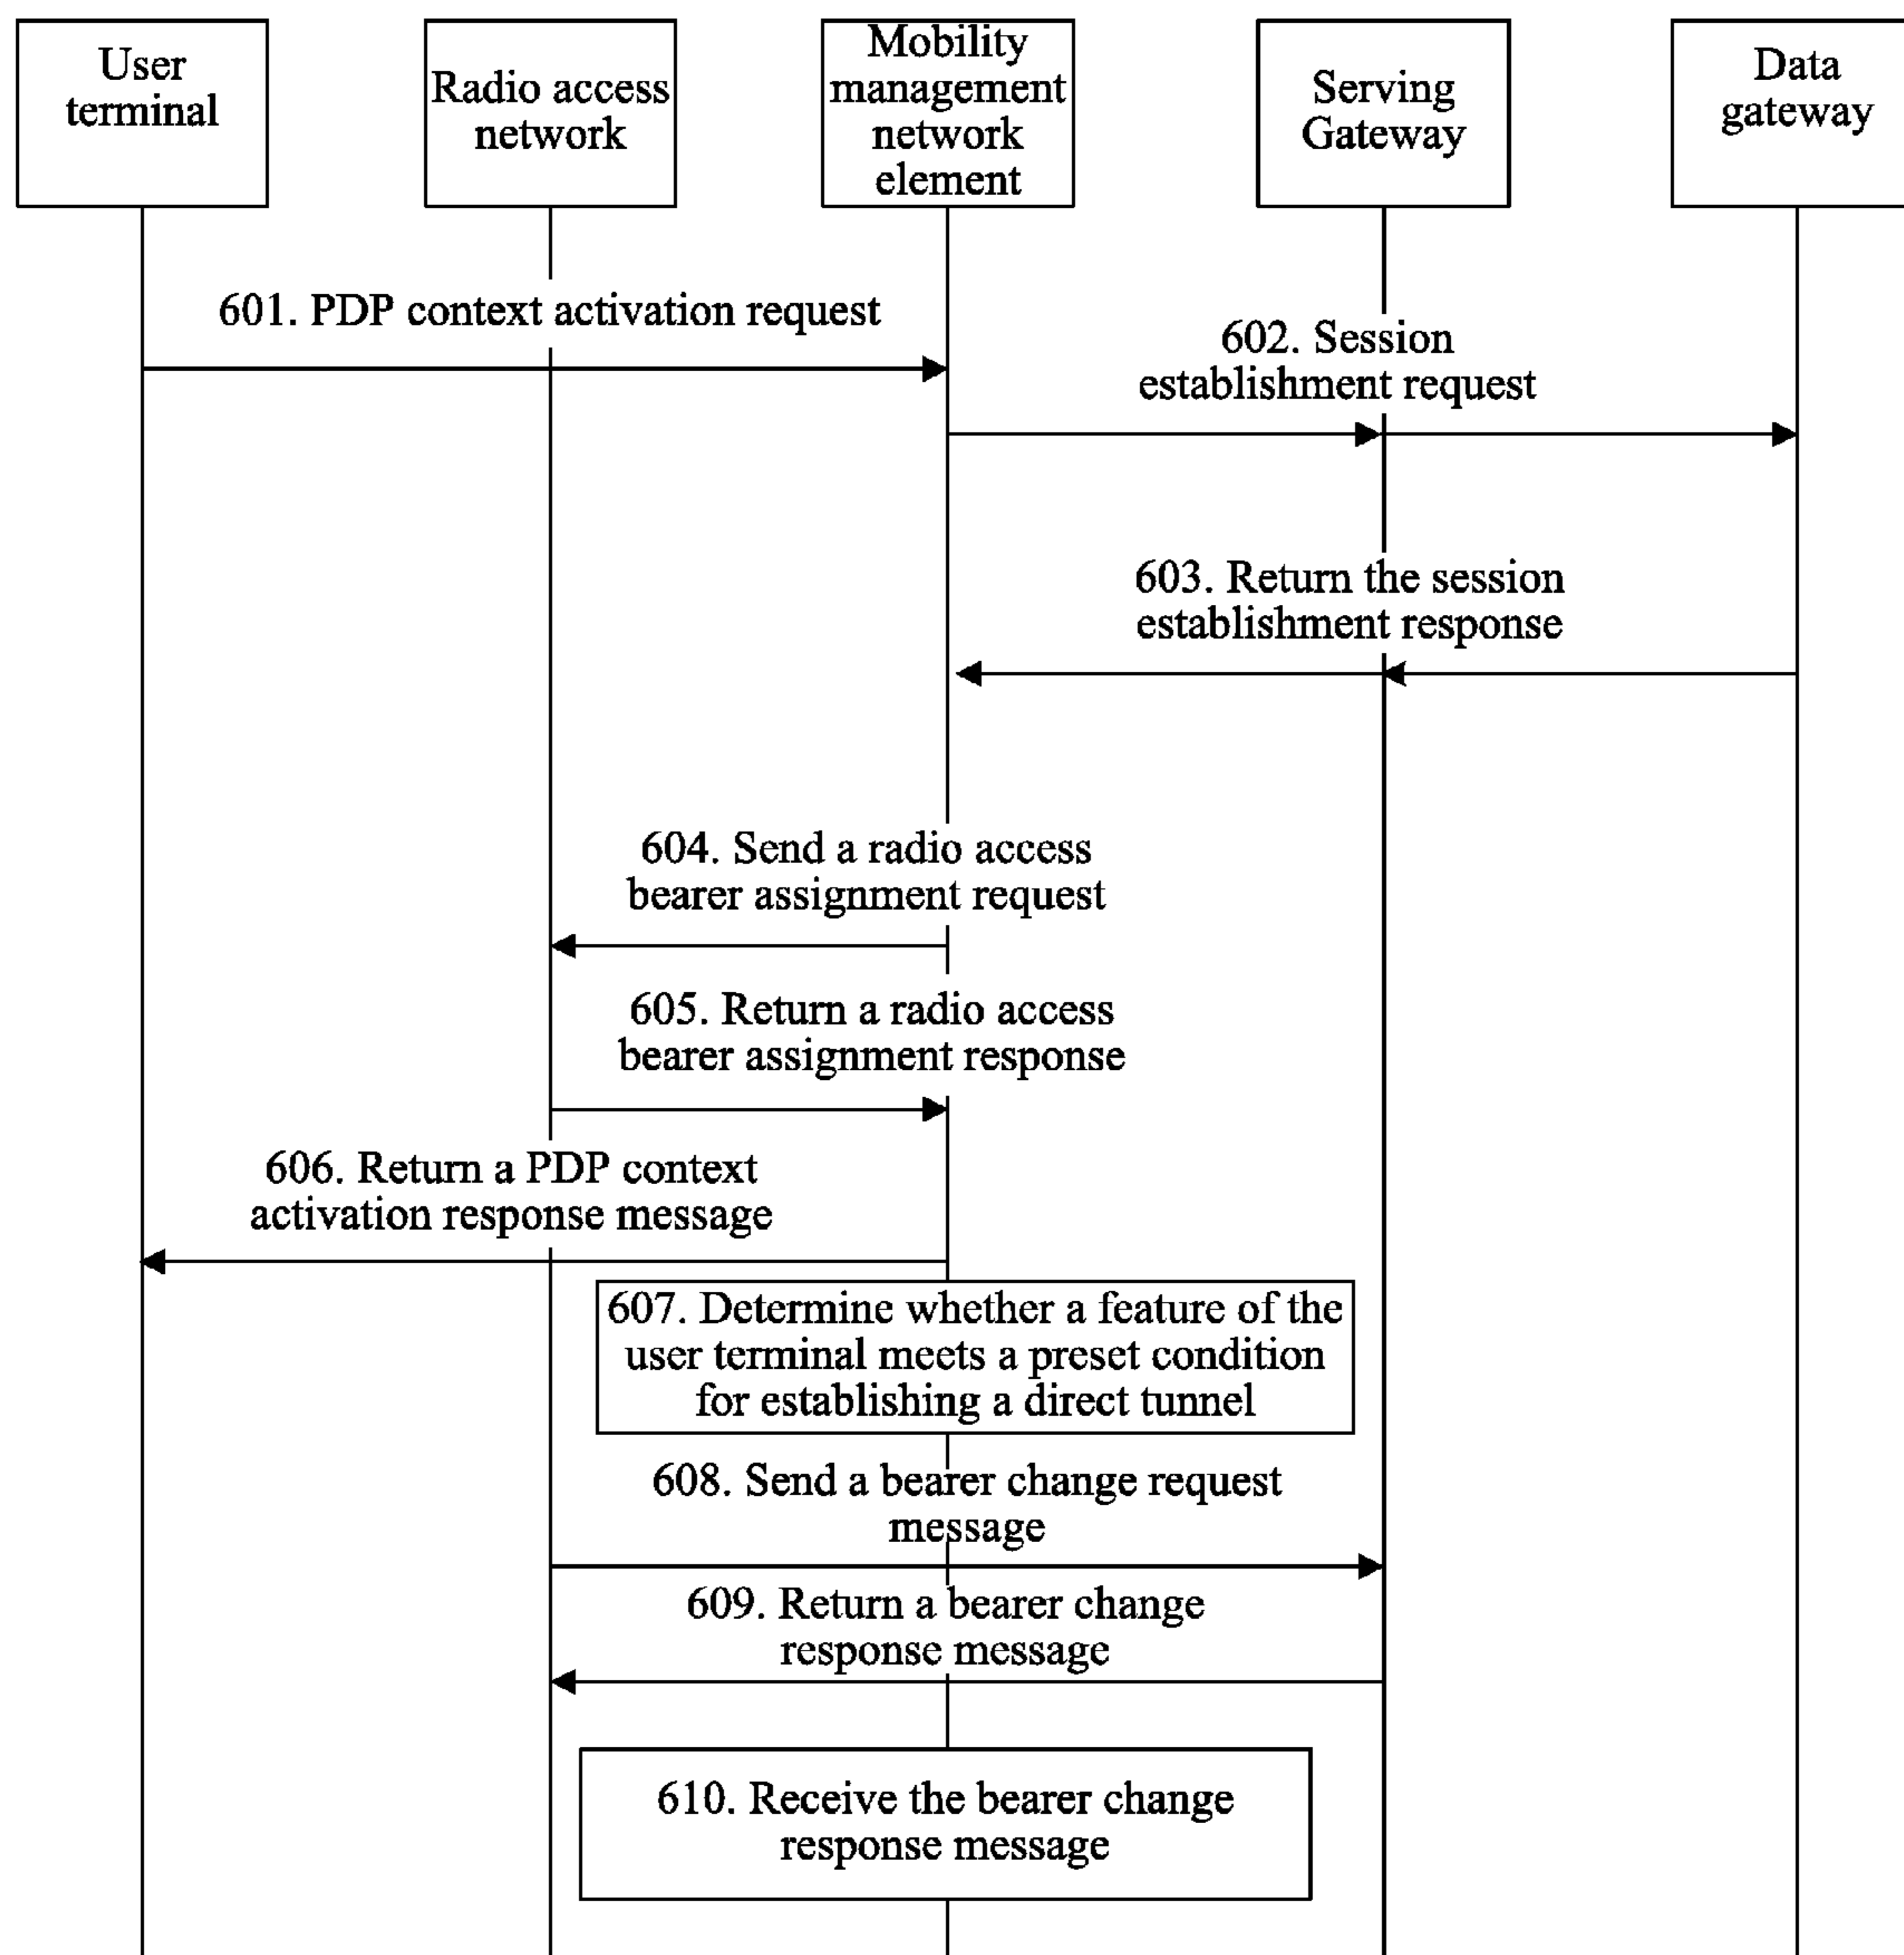 User
terminal
Radio access
network
Mobility
management
network
element
Serving
Gateway
Data
gateway
601. PDP context activation request
602. Session
establishment request
603. Return the session
establishment response
604. Send a radio access
bearer assignment request
605. Return a radio access
bearer assignment response
606. Return a PDP context
activation response message
607. Determine whether a feature of the
user terminal meets a preset condition
for establishing a direct tunnel
608. Send a bearer change request
message
609. Return a bearer change
response message
610. Receive the bearer change
response message